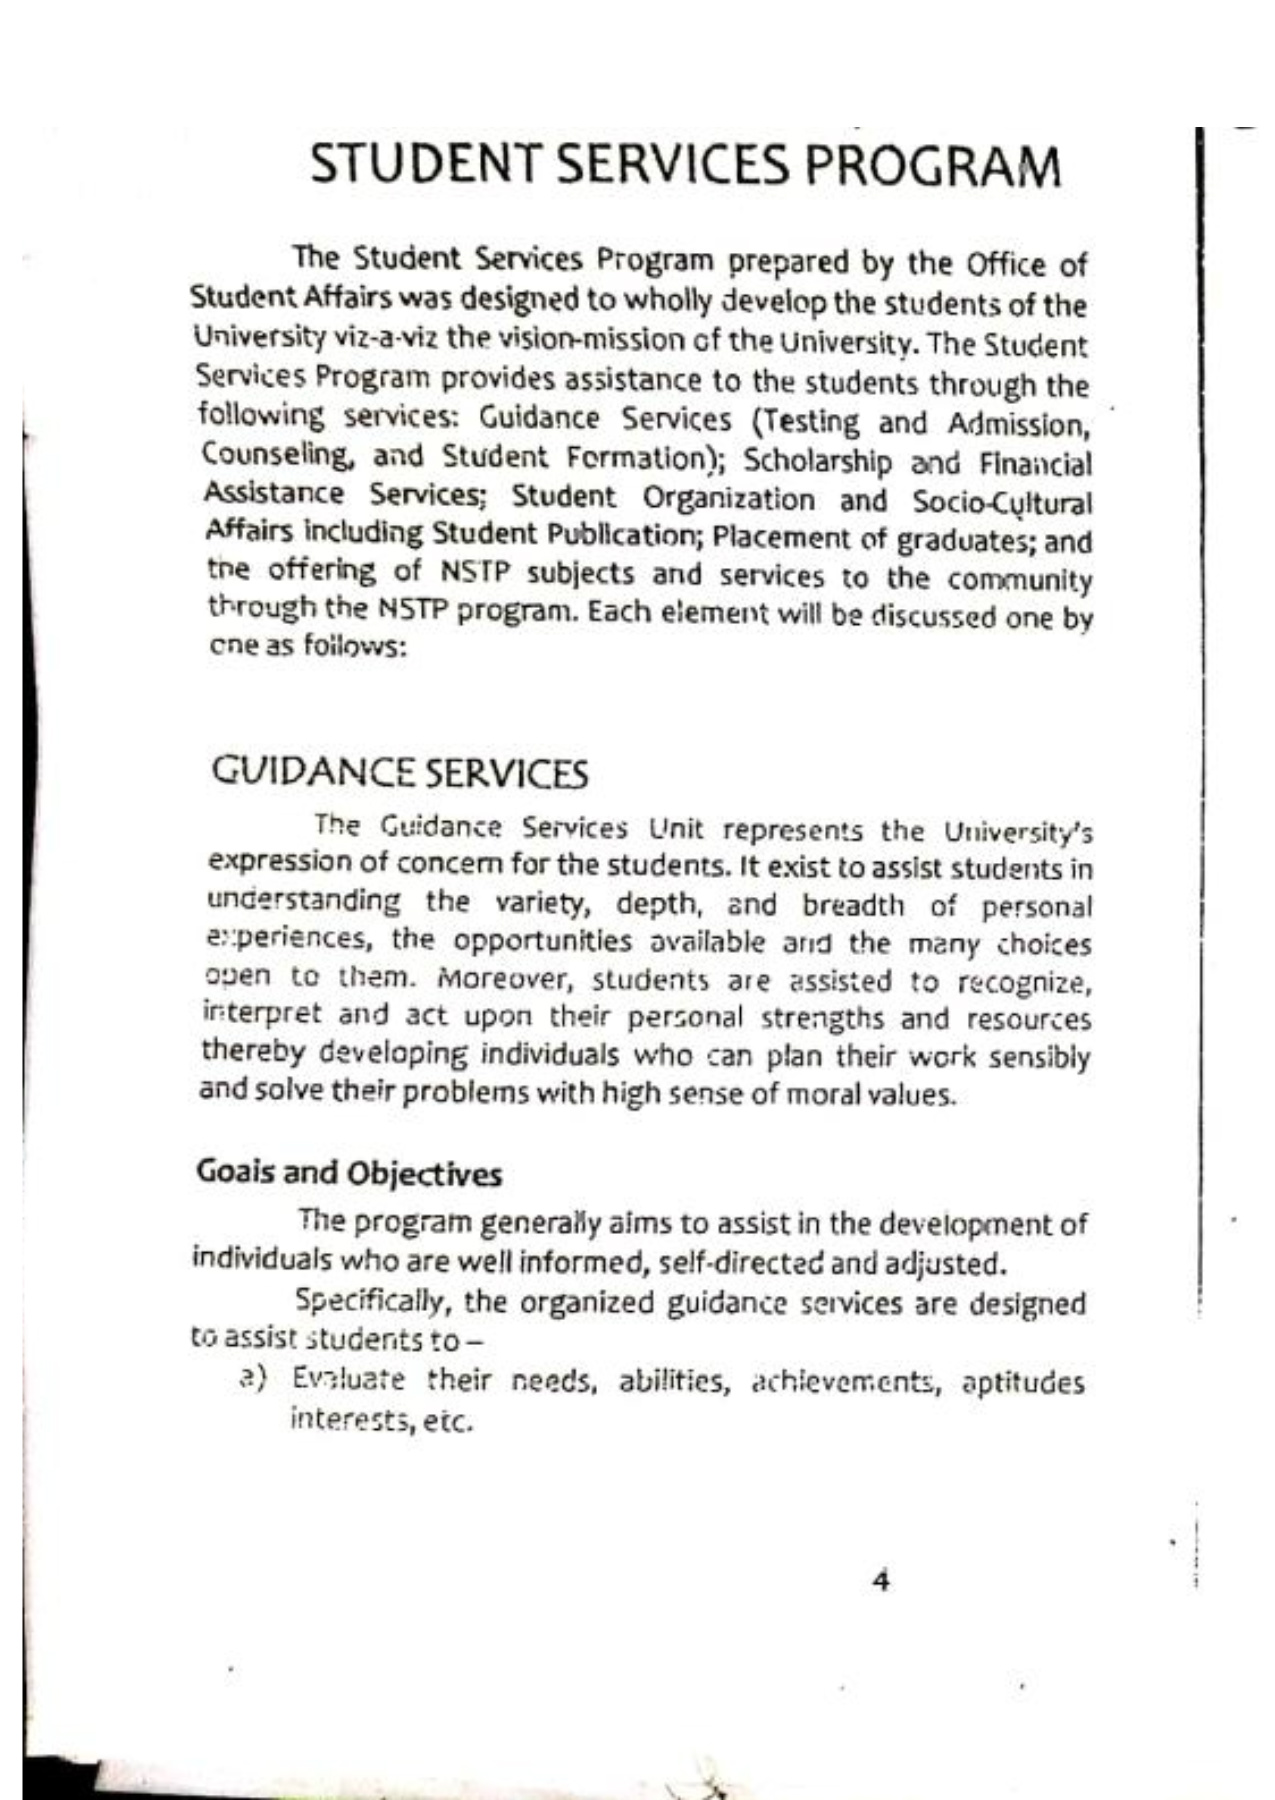 STUDENT SERVICES PROGRAM
The Student Services Program prepared by the Office of
Student Affairs was designed to wholly develop the students of the
University viz-a-viz the vision-mission of the University. The Student
Services Program provides assistance to the students through the
following services: Guidance Services (Testing and Admission,
Counseling, and Student Formation); Scholarship and Financial
Assistance Services; Student Organization and Socio-Cultural
Affairs including Student Publication; Placement of graduates; and
the offering of NSTP subjects and services to the community
through the NSTP program. Each element will be discussed one by
one as follows:
GUIDANCE SERVICES
The Guidance Services Unit represents the University's
expression of concern for the students. It exist to assist students in
understanding the variety, depth, and breadth of personal
experiences, the opportunities available and the many choices
open to them. Moreover, students are assisted to recognize,
interpret and act upon their personal strengths and resources
thereby developing individuals who can plan their work sensibly
and solve their problems with high sense of moral values.
Goals and Objectives
The program generally aims to assist in the development of
individuals who are well informed, self-directed and adjusted.
Specifically, the organized guidance services are designed
to assist students to –
a) Evaluate their needs, abilities, achievements, aptitudes
interests, etc.
4